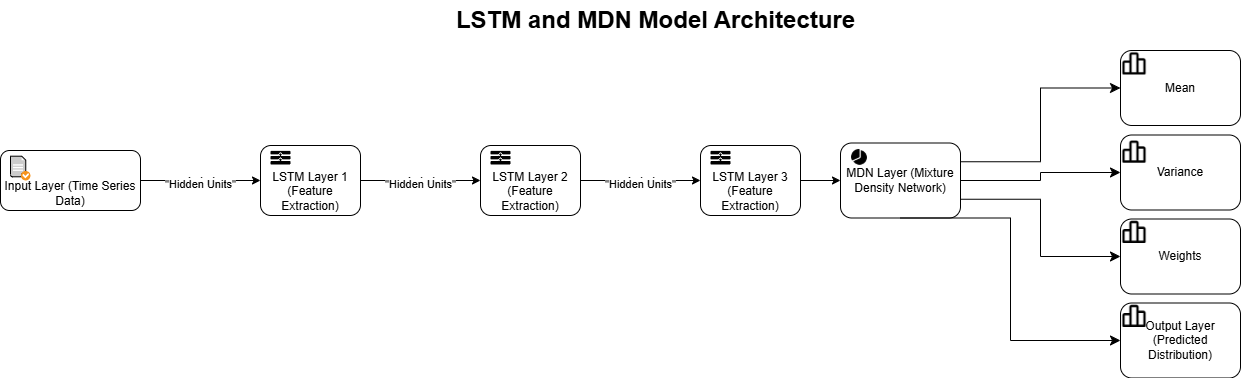 LSTM and MDN Model Architecture
Input Layer (Time Series
Data)
"Hidden Units"
LSTM Layer 1
(Feature
Extraction)
"Hidden Units"
LSTM Layer 2
(Feature
Extraction)
"Hidden Units"
LSTM Layer 3
(Feature
Extraction)
MDN Layer (Mixture
Density Network)
Mean
Variance
Weights
Output Layer
(Predicted
Distribution)